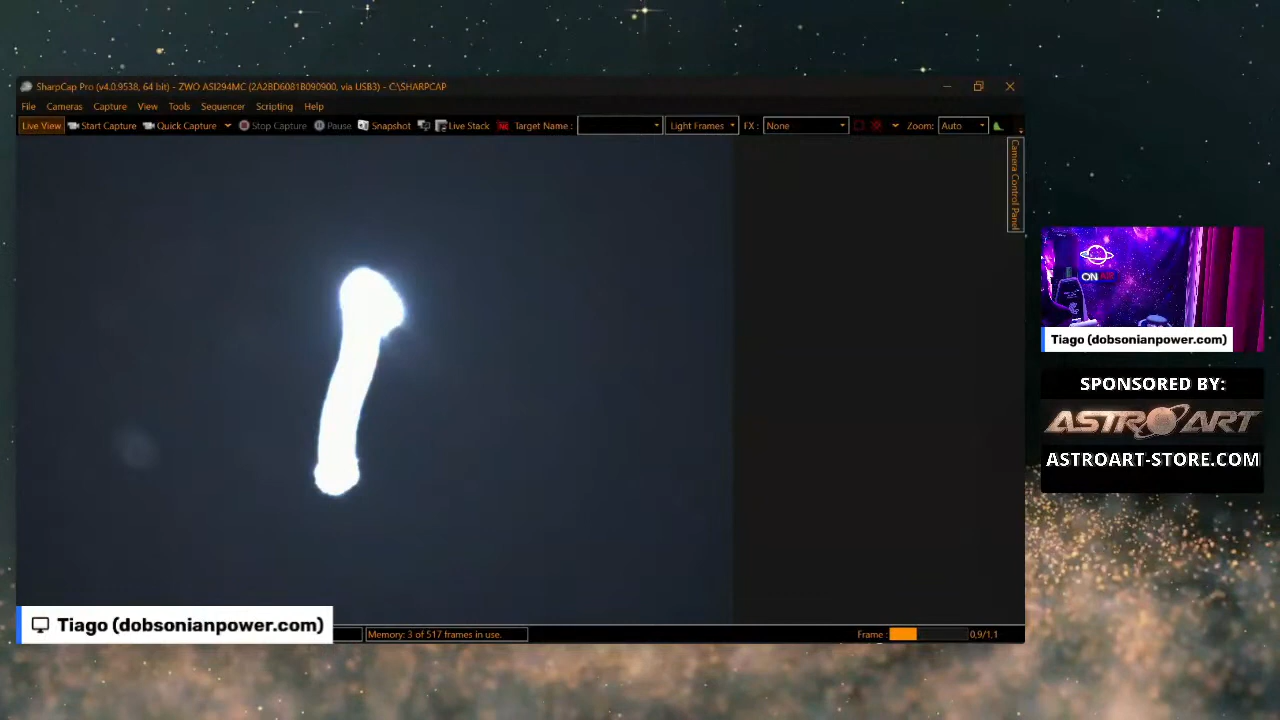 SharpCap Pro (v4.0.9538, 64 bit) - ZWO ASI294MC (2A2BD6081B090900, via USB3) - C:\SHARPCAP
File Cameras Capture View Tools Sequencer Scripting Help
Live View Start Capture Quick Capture Stop Capture Pause Snapshot Live Stack Target Name : Light Frames FX : None Zoom: Auto
Camera Control Panel
ON AIR
Tiago (dobsonianpower.com)
SPONSORED BY:
ASTROART
ASTROART-STORE.COM
Tiago (dobsonianpower.com)
Memory: 3 of 517 frames in use.
Frame : 0,9/1,1